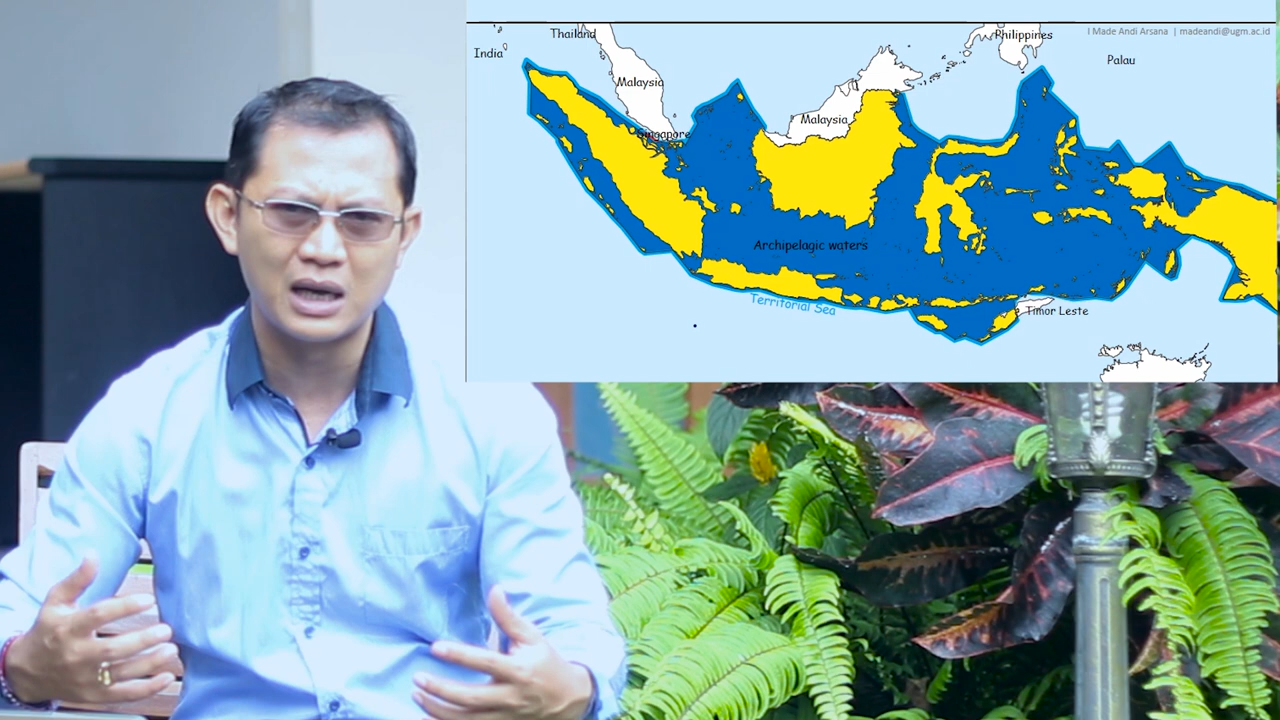 I Made Andi Arsana | madeandi@ugm.ac.id
Thailand
Philippines
India
Palau
Malaysia
Malaysia
Singapore
Archipelagic waters
Territorial Sea
Timor Leste